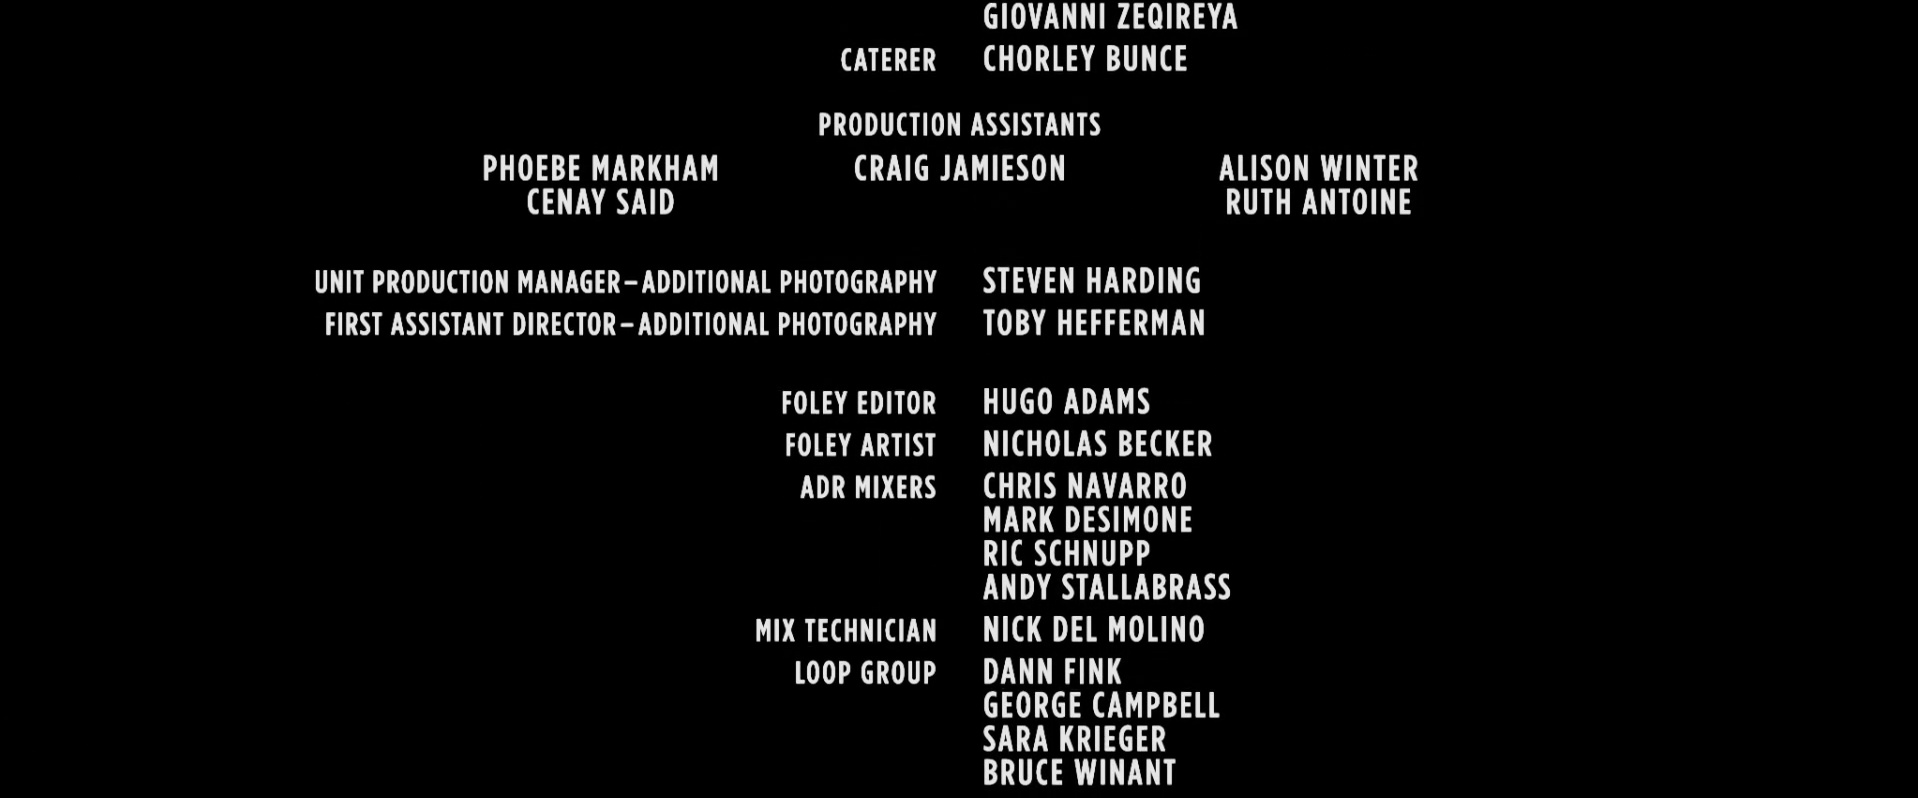 GIOVANNI ZEQIREYA
CATERER CHORLEY BUNCE
PRODUCTION ASSISTANTS
PHOEBE MARKHAM CRAIG JAMIESON ALISON WINTER
CENAY SAID RUTH ANTOINE
UNIT PRODUCTION MANAGER–ADDITIONAL PHOTOGRAPHY STEVEN HARDING
FIRST ASSISTANT DIRECTOR–ADDITIONAL PHOTOGRAPHY TOBY HEFFERMAN
FOLEY EDITOR HUGO ADAMS
FOLEY ARTIST NICHOLAS BECKER
ADR MIXERS CHRIS NAVARRO
MARK DESIMONE
RIC SCHNUPP
ANDY STALLABRASS
MIX TECHNICIAN NICK DEL MOLINO
LOOP GROUP DANN FINK
GEORGE CAMPBELL
SARA KRIEGER
BRUCE WINANT